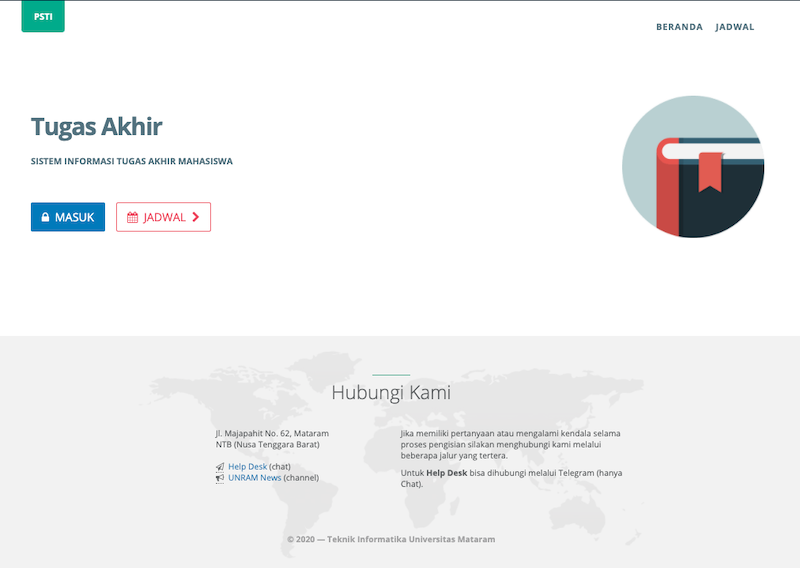 PSTI
BERANDA JADWAL
Tugas Akhir
SISTEM INFORMASI TUGAS AKHIR MAHASISWA
MASUK
JADWAL
Hubungi Kami
Jl. Majapahit No. 62, Mataram
NTB (Nusa Tenggara Barat)
Help Desk (chat)
UNRAM News (channel)
Jika memiliki pertanyaan atau mengalami kendala selama
proses pengisian silakan menghubungi kami melalui
beberapa jalur yang tertera.
Untuk Help Desk bisa dihubungi melalui Telegram (hanya
Chat).
© 2020 — Teknik Informatika Universitas Mataram